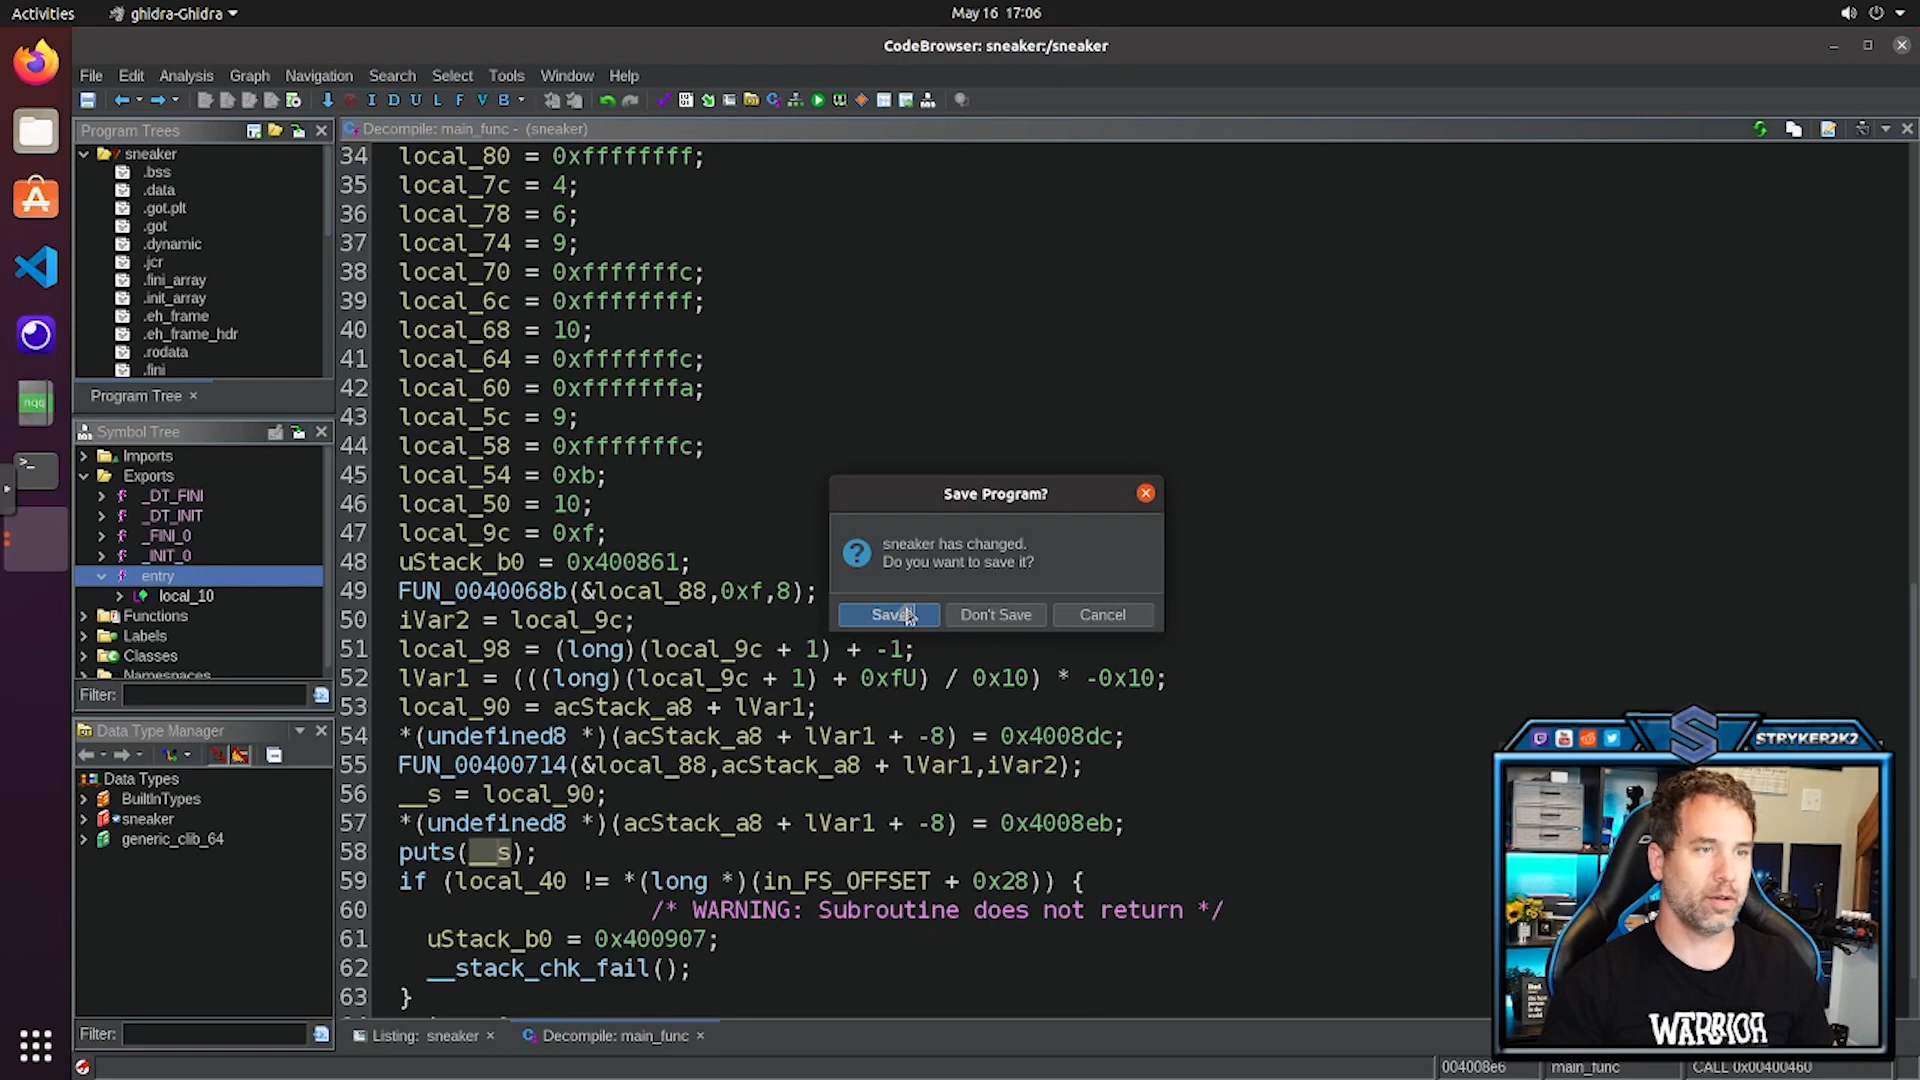 Activities
ghidra-Ghidra
May 16 17:06
CodeBrowser: sneaker:/sneaker
File Edit Analysis Graph Navigation Search Select Tools Window Help
I D U L F V B
Program Trees
sneaker
.bss
.data
.got.plt
.got
.dynamic
.jcr
.fini_array
.init_array
.eh_frame
.eh_frame_hdr
.rodata
.fini
Program Tree ×
Symbol Tree
Imports
Exports
_DT_FINI
_DT_INIT
_FINI_0
_INIT_0
entry
local_10
Functions
Labels
Classes
Namespaces
Filter:
Data Type Manager
Data Types
BuiltInTypes
sneaker
generic_clib_64
Filter:
Decompile: main_func - (sneaker)
34 local_80 = 0xffffffff;
35 local_7c = 4;
36 local_78 = 6;
37 local_74 = 9;
38 local_70 = 0xfffffffc;
39 local_6c = 0xffffffff;
40 local_68 = 10;
41 local_64 = 0xfffffffc;
42 local_60 = 0xfffffffa;
43 local_5c = 9;
44 local_58 = 0xfffffffc;
45 local_54 = 0xb;
46 local_50 = 10;
47 local_9c = 0xf;
48 uStack_b0 = 0x400861;
49 FUN_0040068b(&local_88,0xf,8);
50 iVar2 = local_9c;
51 local_98 = (long)(local_9c + 1) + -1;
52 lVar1 = (((long)(local_9c + 1) + 0xfU) / 0x10) * -0x10;
53 local_90 = acStack_a8 + lVar1;
54 *(undefined8 *)(acStack_a8 + lVar1 + -8) = 0x4008dc;
55 FUN_00400714(&local_88,acStack_a8 + lVar1,iVar2);
56 __s = local_90;
57 *(undefined8 *)(acStack_a8 + lVar1 + -8) = 0x4008eb;
58 puts(__s);
59 if (local_40 != *(long *)(in_FS_OFFSET + 0x28)) {
60 /* WARNING: Subroutine does not return */
61 uStack_b0 = 0x400907;
62 __stack_chk_fail();
63 }
Save Program?
sneaker has changed.
Do you want to save it?
Save
Don't Save
Cancel
Listing: sneaker ×
Decompile: main_func ×
004008e6
main_func
CALL 0x00400460
STRYKER2K2
WARRIOR
nqq